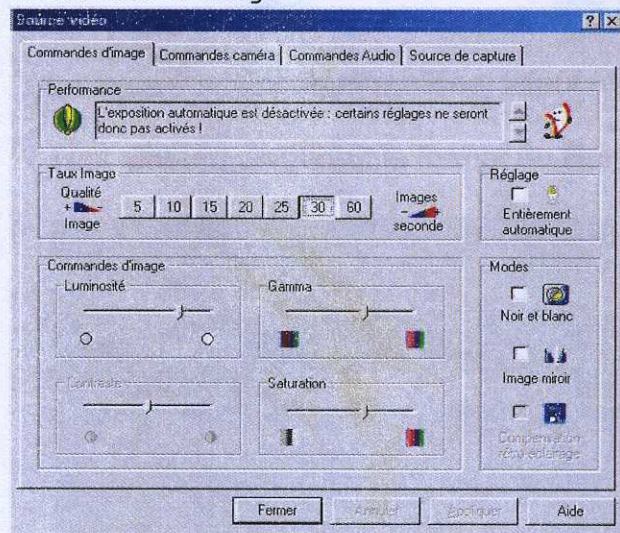 Source vidéo
Commandes d'image Commandes caméra Commandes Audio Source de capture
Performance
L'exposition automatique est désactivée : certains réglages ne seront
donc pas activés !
Taux Image
Qualité
+ -
Image
5 10 15 20 25 30 60
Images
- +
seconde
Réglage
Entièrement
automatique
Commandes d'image
Luminosité
Gamma
Contraste
Saturation
Modes
Noir et blanc
Image miroir
Compensation
rétro-éclairage
Fermer Annuler Appliquer Aide